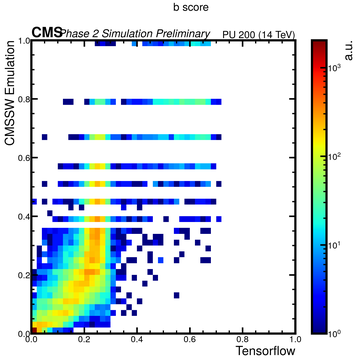 b score
CMS Phase 2 Simulation Preliminary PU 200 (14 TeV)
CMSSW Emulation
1.0
0.8
0.6
0.4
0.2
0.0
0.0 0.2 0.4 0.6 0.8 1.0
Tensorflow
a.u.
10³
10²
10¹
10⁰